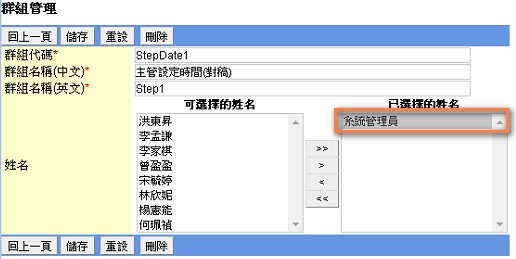 群組管理
回上一頁 儲存 重設 刪除
群組代碼* StepDate1
群組名稱(中文)* 主管設定時間(對稿)
群組名稱(英文)* Step1
可選擇的姓名 已選擇的姓名
姓名
洪東昇
李孟謙
李家棋
曾盈盈
宋毓婷
林欣妮
楊憲能
何珮禎
>>
>
<
<<
系統管理員
回上一頁 儲存 重設 刪除